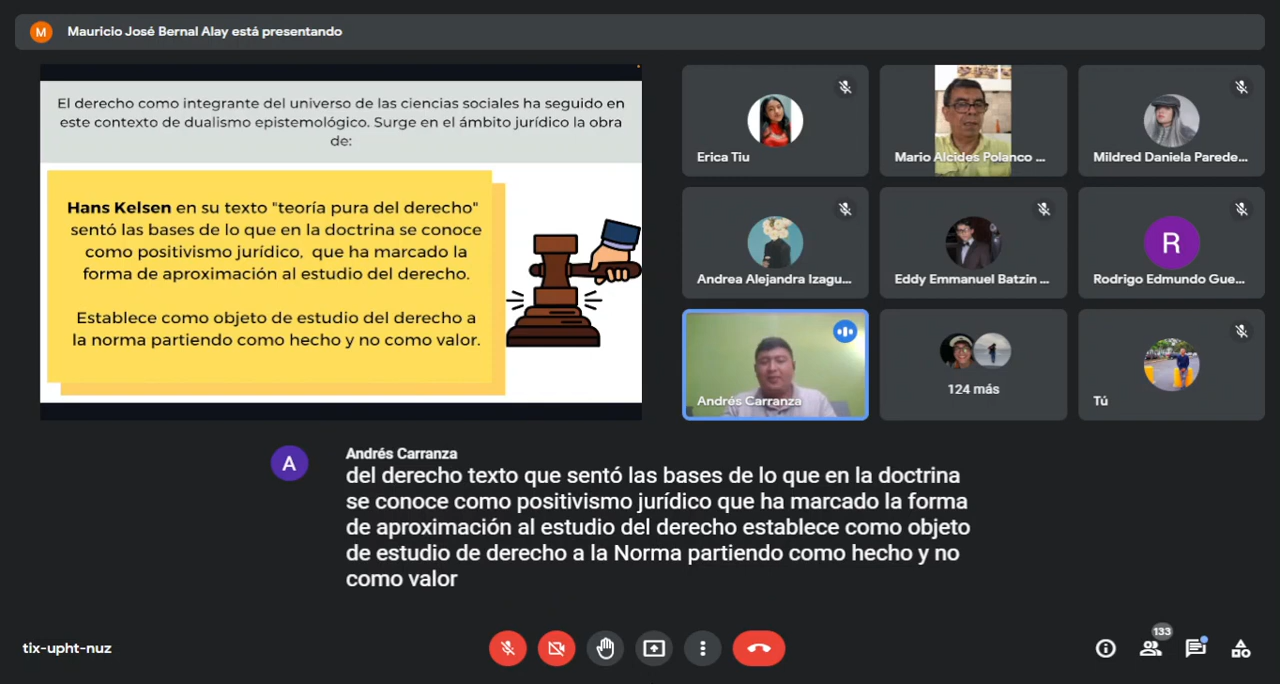 M
Mauricio José Bernal Alay está presentando
El derecho como integrante del universo de las ciencias sociales ha seguido en
este contexto de dualismo epistemológico. Surge en el ámbito jurídico la obra
de:
Hans Kelsen en su texto "teoría pura del derecho"
sentó las bases de lo que en la doctrina se conoce
como positivismo jurídico, que ha marcado la
forma de aproximación al estudio del derecho.
Establece como objeto de estudio del derecho a
la norma partiendo como hecho y no como valor.
Erica Tiu
Mario Alcides Polanco ...
Mildred Daniela Parede...
Andrea Alejandra Izagu...
Eddy Emmanuel Batzin ...
R
Rodrigo Edmundo Gue...
Andrés Carranza
124 más
Tú
A
Andrés Carranza
del derecho texto que sentó las bases de lo que en la doctrina
se conoce como positivismo jurídico que ha marcado la forma
de aproximación al estudio del derecho establece como objeto
de estudio de derecho a la Norma partiendo como hecho y no
como valor
tix-upht-nuz
133